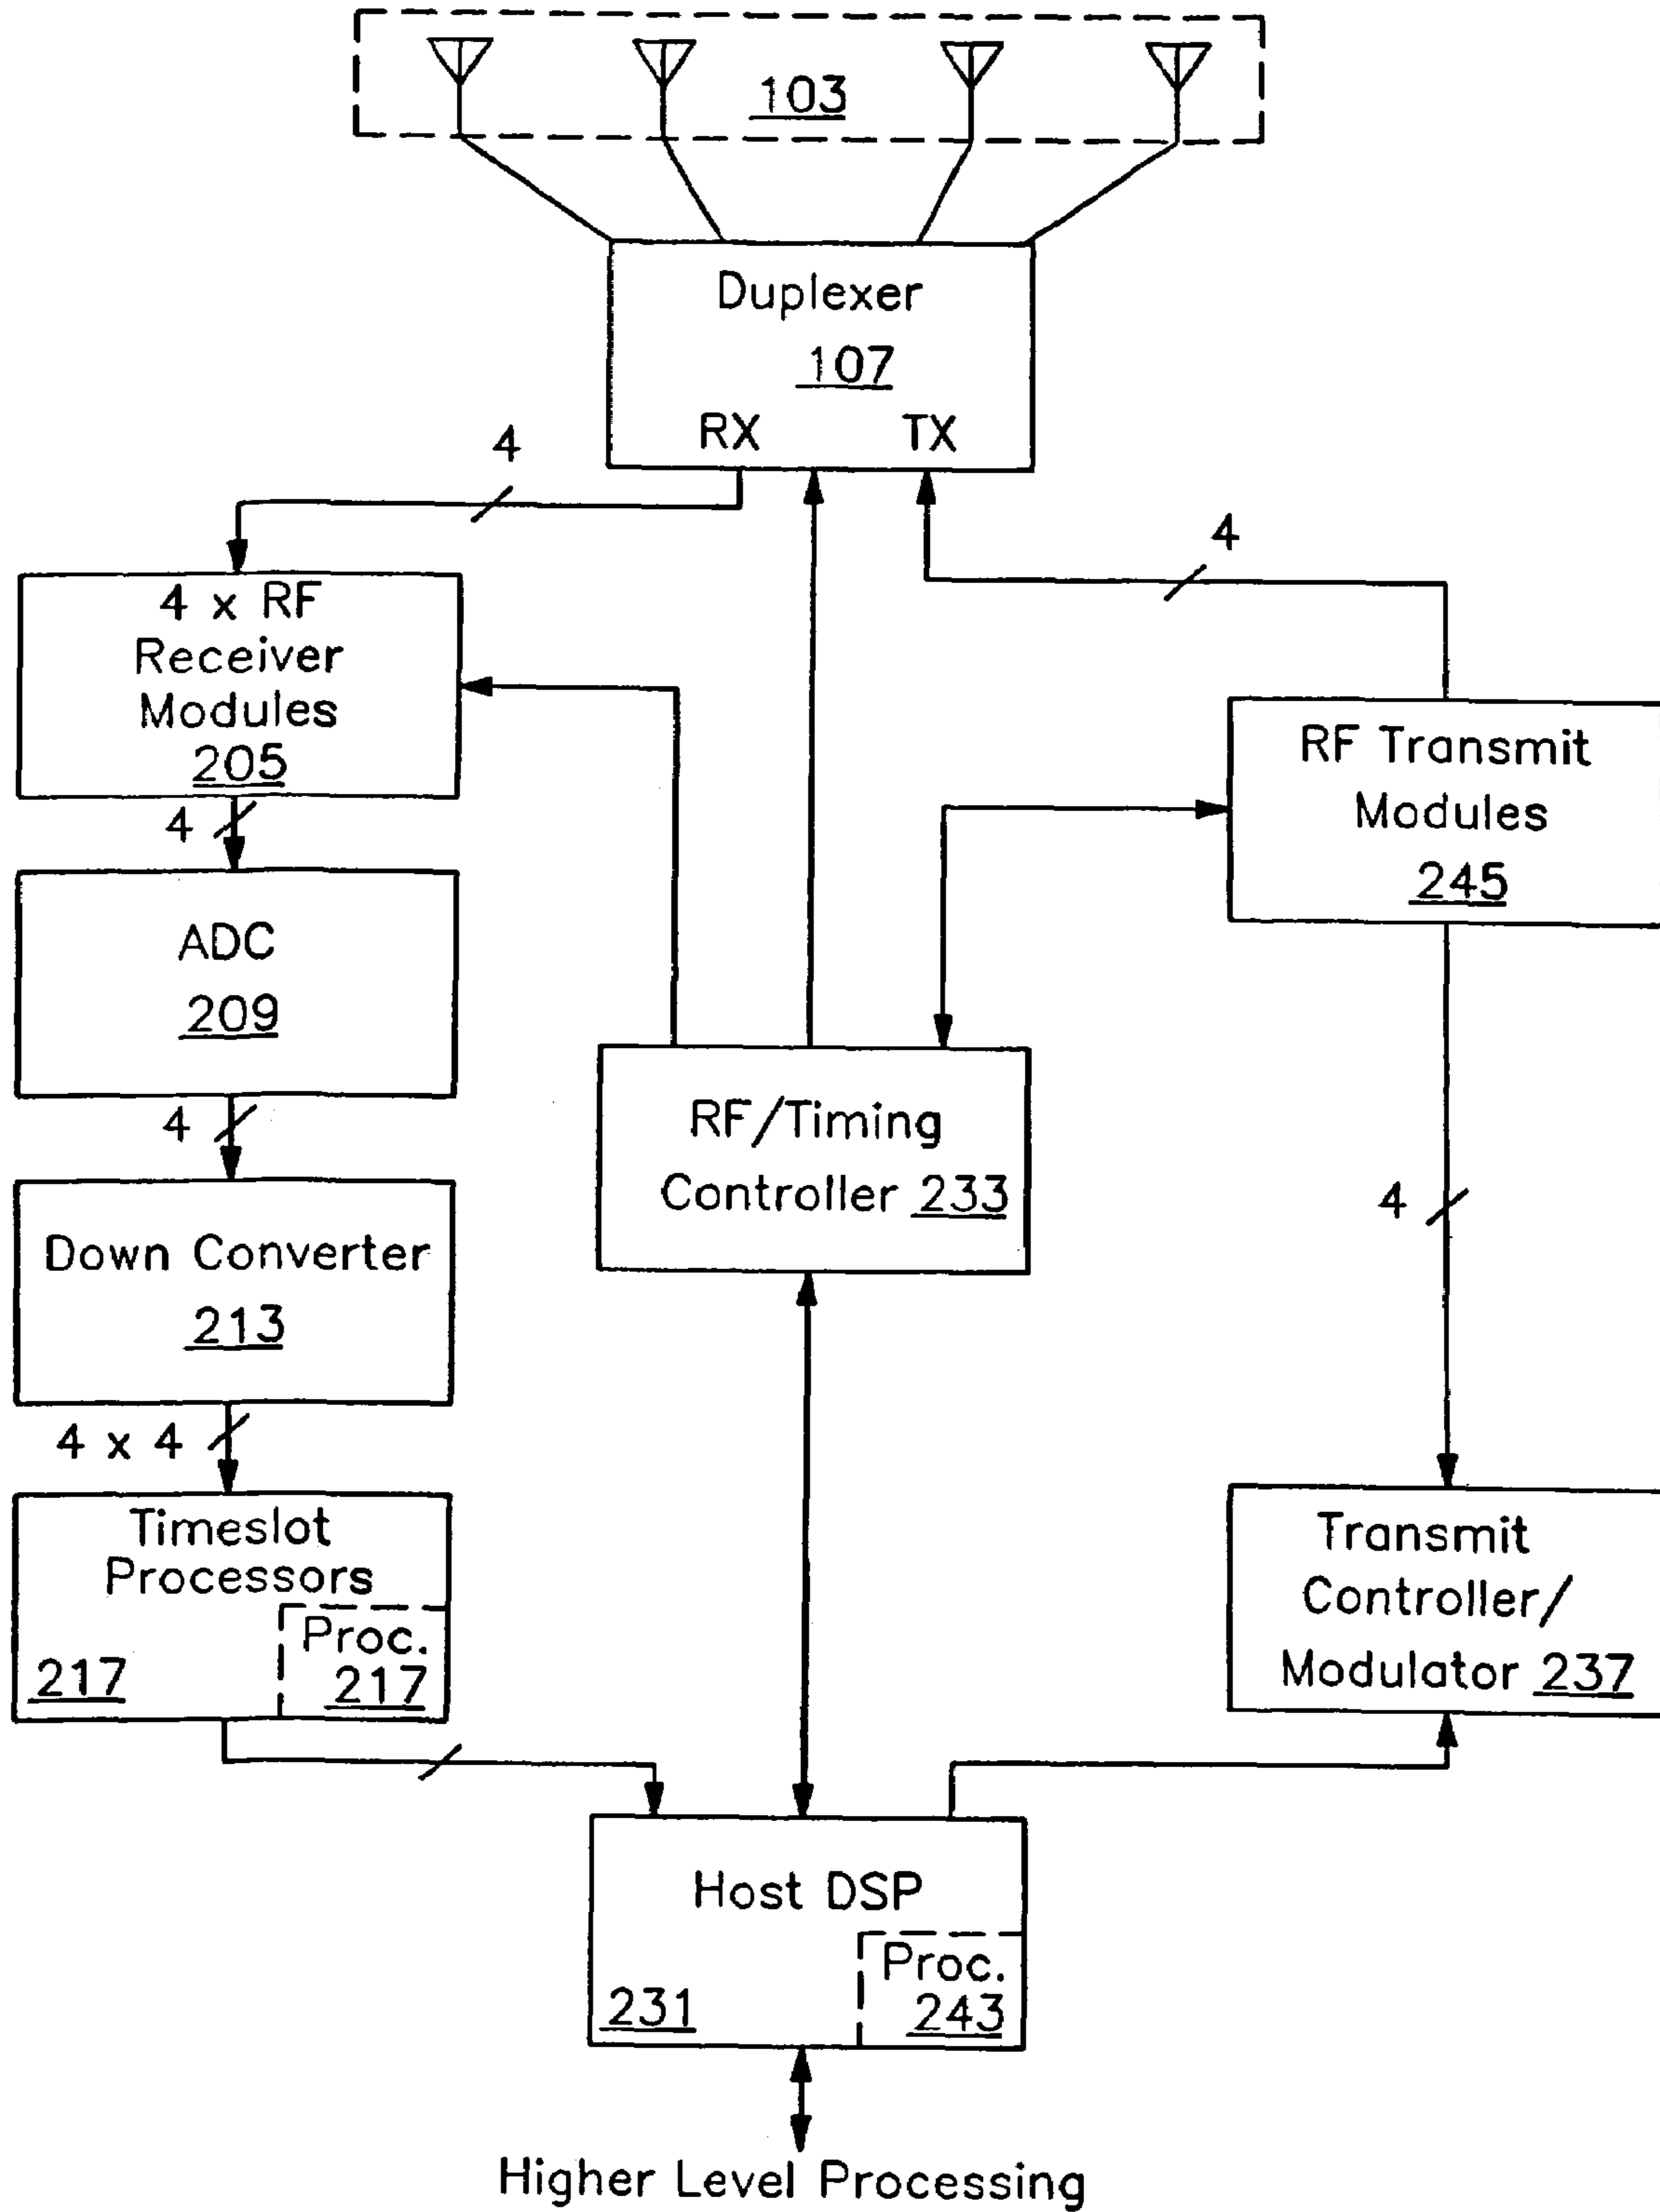 103
Duplexer
107
RX TX
4
4
4 x RF
Receiver
Modules
205
RF Transmit
Modules
245
4
ADC
209
RF/Timing
Controller 233
4
4
Down Converter
213
4 x 4
Timeslot
Processors
217
Proc.
217
Transmit
Controller/
Modulator 237
Host DSP
231
Proc.
243
Higher Level Processing